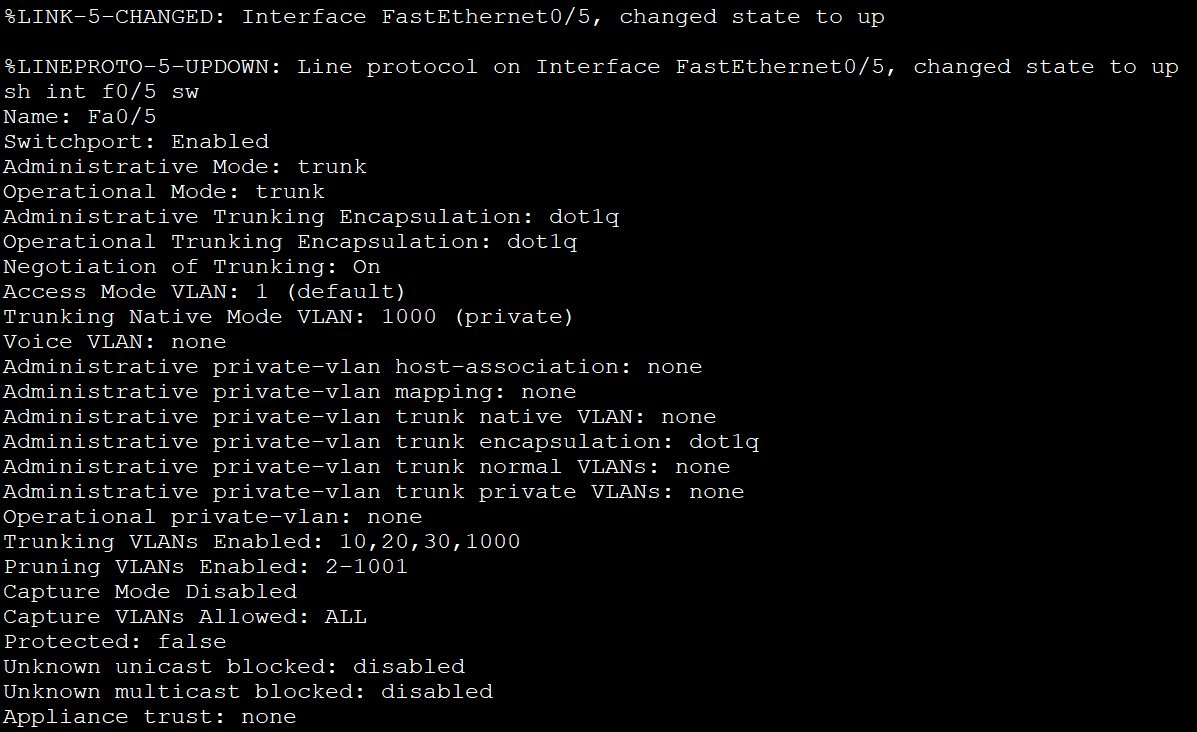 %LINK-5-CHANGED: Interface FastEthernet0/5, changed state to up
%LINEPROTO-5-UPDOWN: Line protocol on Interface FastEthernet0/5, changed state to up
sh int f0/5 sw
Name: Fa0/5
Switchport: Enabled
Administrative Mode: trunk
Operational Mode: trunk
Administrative Trunking Encapsulation: dot1q
Operational Trunking Encapsulation: dot1q
Negotiation of Trunking: On
Access Mode VLAN: 1 (default)
Trunking Native Mode VLAN: 1000 (private)
Voice VLAN: none
Administrative private-vlan host-association: none
Administrative private-vlan mapping: none
Administrative private-vlan trunk native VLAN: none
Administrative private-vlan trunk encapsulation: dot1q
Administrative private-vlan trunk normal VLANs: none
Administrative private-vlan trunk private VLANs: none
Operational private-vlan: none
Trunking VLANs Enabled: 10,20,30,1000
Pruning VLANs Enabled: 2-1001
Capture Mode Disabled
Capture VLANs Allowed: ALL
Protected: false
Unknown unicast blocked: disabled
Unknown multicast blocked: disabled
Appliance trust: none